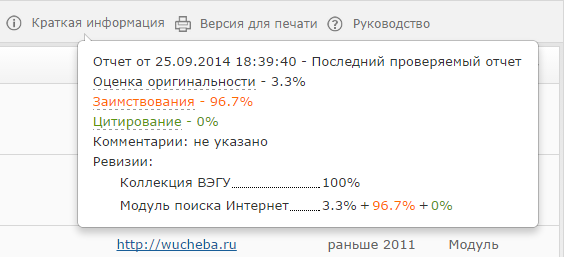 Краткая информация Версия для печати Руководство
Отчет от 25.09.2014 18:39:40 - Последний проверяемый отчет
Оценка оригинальности - 3.3%
Заимствования - 96.7%
Цитирование - 0%
Комментарии: не указано
Ревизии:
Коллекция ВЭГУ 100%
Модуль поиска Интернет 3.3% + 96.7% + 0%
http://wucheba.ru раньше 2011 Модуль